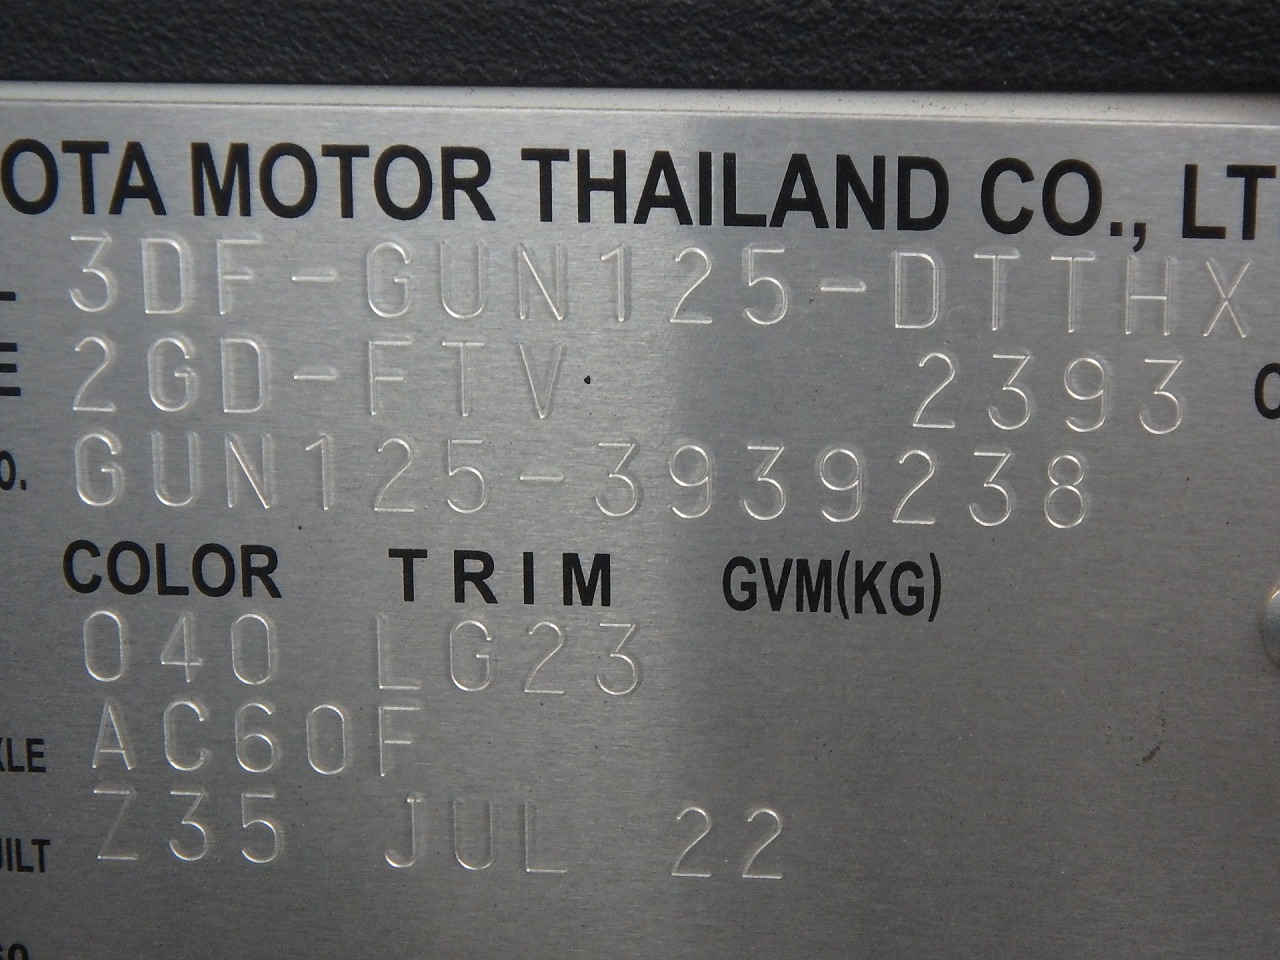 OTA MOTOR THAILAND CO., LT
L 3DF-GUN125-DTTHX
E 2GD-FTV 2393 C
O. GUN125-3939238
COLOR TRIM GVM(KG)
040 LG23
XLE AC60F
UILT Z35 JUL 22